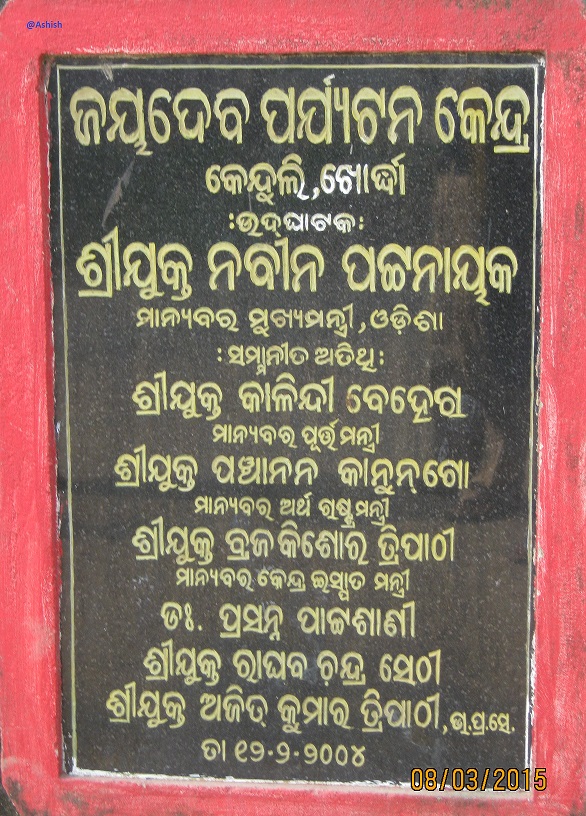 @Ashish
ଜୟଦେବ ପର୍ଯ୍ୟଟନ କେନ୍ଦ୍ର
କେନ୍ଦୁଲି,ଖୋର୍ଦ୍ଧା
:ଉଦ୍‌ଘାଟକ:
ଶ୍ରୀଯୁକ୍ତ ନବୀନ ପଟ୍ଟନାୟକ
ମାନ୍ୟବର ମୁଖ୍ୟମନ୍ତ୍ରୀ,ଓଡ଼ିଶା
:ସମ୍ମାନୀତ ଅତିଥି:
ଶ୍ରୀଯୁକ୍ତ କାଳିନ୍ଦୀ ବେହେରା
ମାନ୍ୟବର ପୂର୍ତ୍ତ ମନ୍ତ୍ରୀ
ଶ୍ରୀଯୁକ୍ତ ପଞ୍ଚାନନ କାନୁନ୍‌ଗୋ
ମାନ୍ୟବର ଅର୍ଥ ରାଷ୍ଟ୍ରମନ୍ତ୍ରୀ
ଶ୍ରୀଯୁକ୍ତ ବ୍ରଜକିଶୋର ତ୍ରିପାଠୀ
ମାନ୍ୟବର କେନ୍ଦ୍ର ଇସ୍ପାତ ମନ୍ତ୍ରୀ
ଡଃ. ପ୍ରସନ୍ନ ପାଟ୍ଟଶାଣୀ
ଶ୍ରୀଯୁକ୍ତ ରାଘବ ଚନ୍ଦ୍ର ସେଠୀ
ଶ୍ରୀଯୁକ୍ତ ଅଜିତ୍ କୁମାର ତ୍ରିପାଠୀ,ଭା.ପ୍ର.ସେ.
ତା ୧୨-୨-୨୦୦୪
08/03/2015